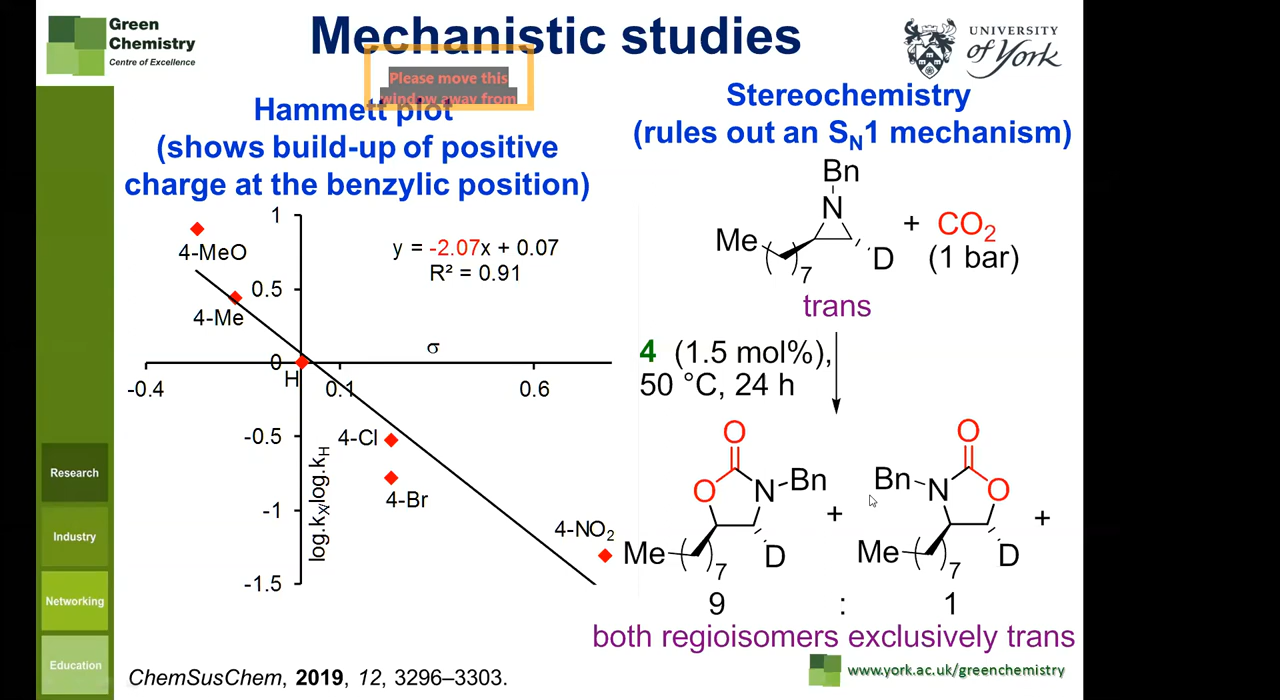 Green
Chemistry
Centre of Excellence
Mechanistic studies
UNIVERSITY
of York
Please move this
window away from
Hammett plot
(shows build-up of positive
charge at the benzylic position)
Stereochemistry
(rules out an SN1 mechanism)
1
4-MeO
y = -2.07x + 0.07
R² = 0.91
0.5
4-Me
0
σ
H
-0.4
0.1
0.6
-0.5
4-Cl
4-Br
-1
4-NO2
-1.5
log.kX/log.kH
Bn
N
Me
7
D
+ CO2
(1 bar)
trans
4 (1.5 mol%),
50 °C, 24 h
O
O
O
N
Bn
+
Bn
N
O
+
Me
7
D
Me
7
D
9 : 1
both regioisomers exclusively trans
Research
Industry
Networking
Education
ChemSusChem, 2019, 12, 3296–3303.
www.york.ac.uk/greenchemistry